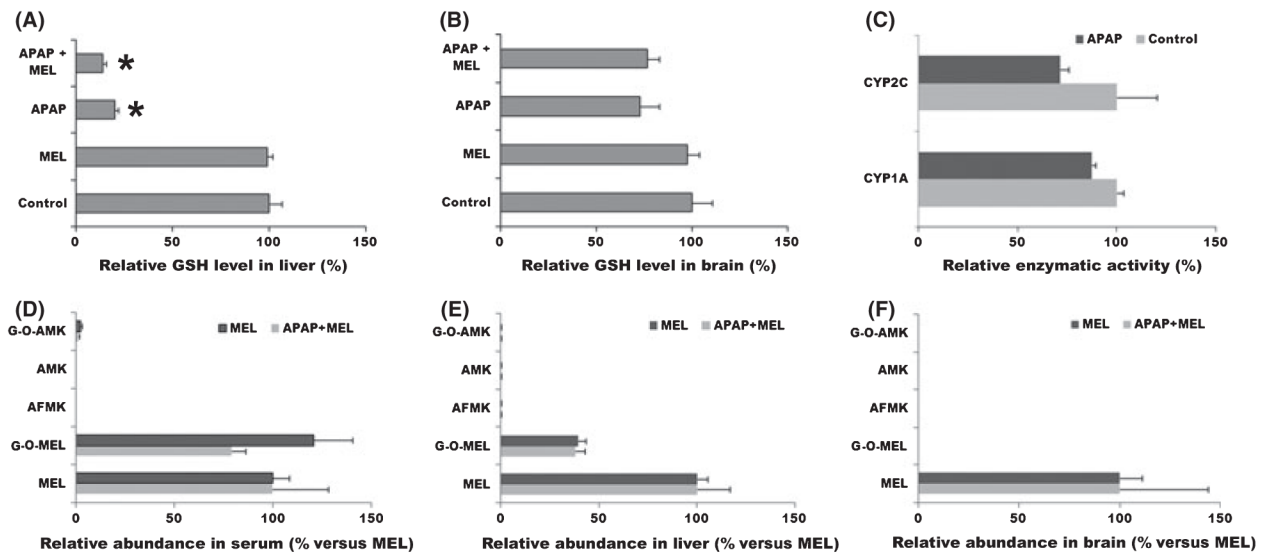 (A)
APAP +
MEL
*
APAP
*
MEL
Control
0 50 100 150
Relative GSH level in liver (%)
(B)
APAP +
MEL
APAP
MEL
Control
0 50 100 150
Relative GSH level in brain (%)
(C)
APAP Control
CYP2C
CYP1A
0 50 100 150
Relative enzymatic activity (%)
(D)
MEL APAP+MEL
G-O-AMK
AMK
AFMK
G-O-MEL
MEL
0 50 100 150
Relative abundance in serum (% versus MEL)
(E)
MEL APAP+MEL
G-O-AMK
AMK
AFMK
G-O-MEL
MEL
0 50 100 150
Relative abundance in liver (% versus MEL)
(F)
MEL APAP+MEL
G-O-AMK
AMK
AFMK
G-O-MEL
MEL
0 50 100 150
Relative abundance in brain (% versus MEL)